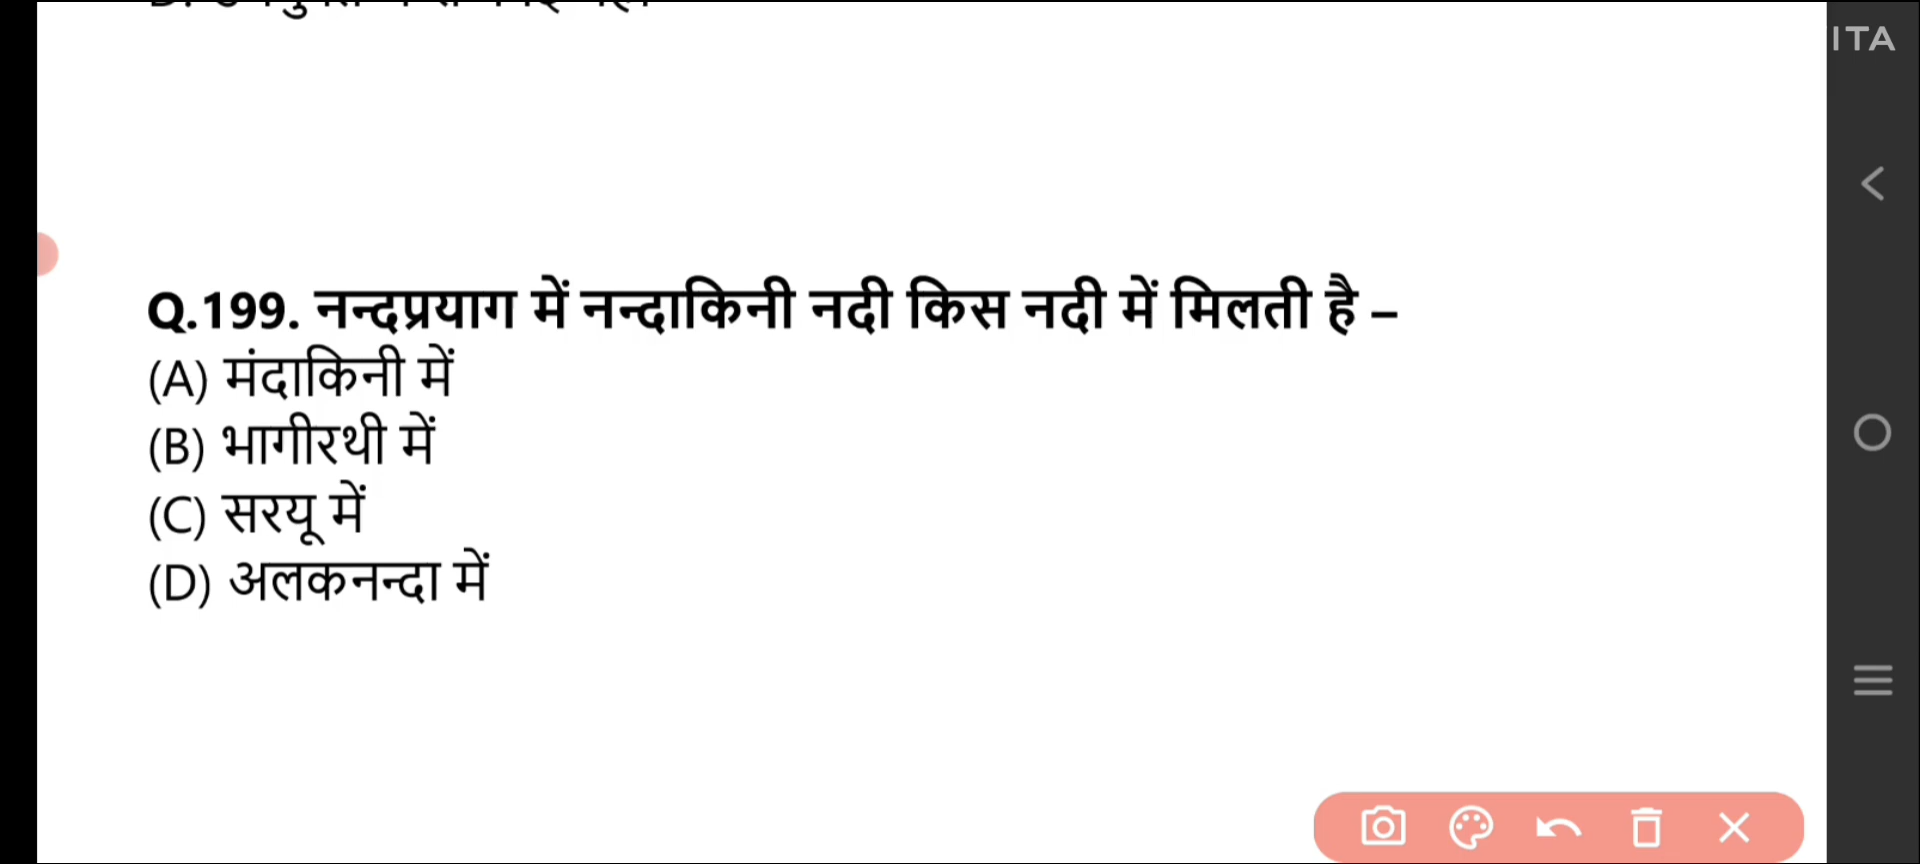 ITA
Q.199. नन्दप्रयाग में नन्दाकिनी नदी किस नदी में मिलती है –
(A) मंदाकिनी में
(B) भागीरथी में
(C) सरयू में
(D) अलकनन्दा में